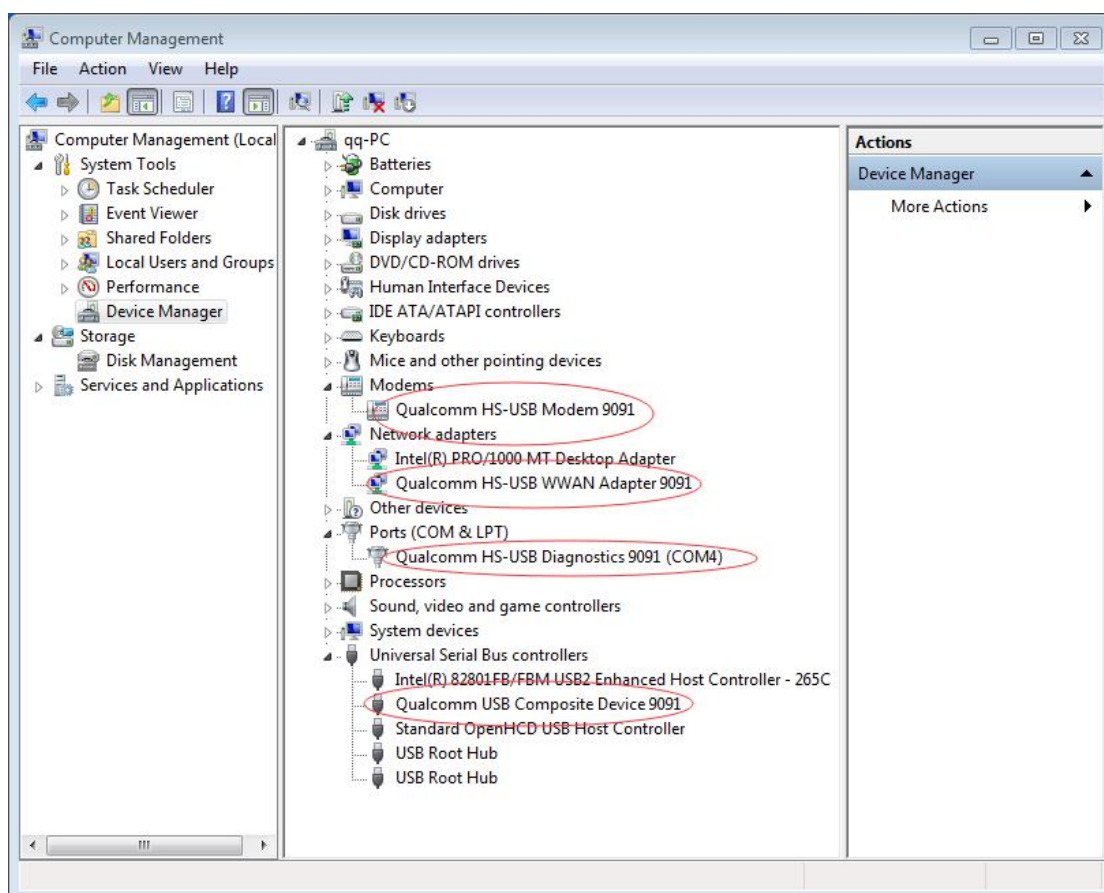 Computer Management
File Action View Help
Computer Management (Local
System Tools
Task Scheduler
Event Viewer
Shared Folders
Local Users and Groups
Performance
Device Manager
Storage
Disk Management
Services and Applications
qq-PC
Batteries
Computer
Disk drives
Display adapters
DVD/CD-ROM drives
Human Interface Devices
IDE ATA/ATAPI controllers
Keyboards
Mice and other pointing devices
Modems
Qualcomm HS-USB Modem 9091
Network adapters
Intel(R) PRO/1000 MT Desktop Adapter
Qualcomm HS-USB WWAN Adapter 9091
Other devices
Ports (COM & LPT)
Qualcomm HS-USB Diagnostics 9091 (COM4)
Processors
Sound, video and game controllers
System devices
Universal Serial Bus controllers
Intel(R) 82801FB/FBM USB2 Enhanced Host Controller - 265C
Qualcomm USB Composite Device 9091
Standard OpenHCD USB Host Controller
USB Root Hub
USB Root Hub
Actions
Device Manager
More Actions